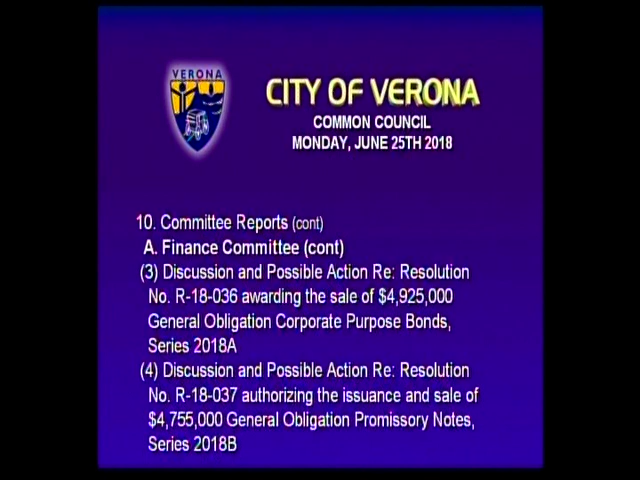 VERONA
CITY OF VERONA
COMMON COUNCIL
MONDAY, JUNE 25TH 2018
10. Committee Reports (cont)
A. Finance Committee (cont)
(3) Discussion and Possible Action Re: Resolution
No. R-18-036 awarding the sale of $4,925,000
General Obligation Corporate Purpose Bonds,
Series 2018A
(4) Discussion and Possible Action Re: Resolution
No. R-18-037 authorizing the issuance and sale of
$4,755,000 General Obligation Promissory Notes,
Series 2018B